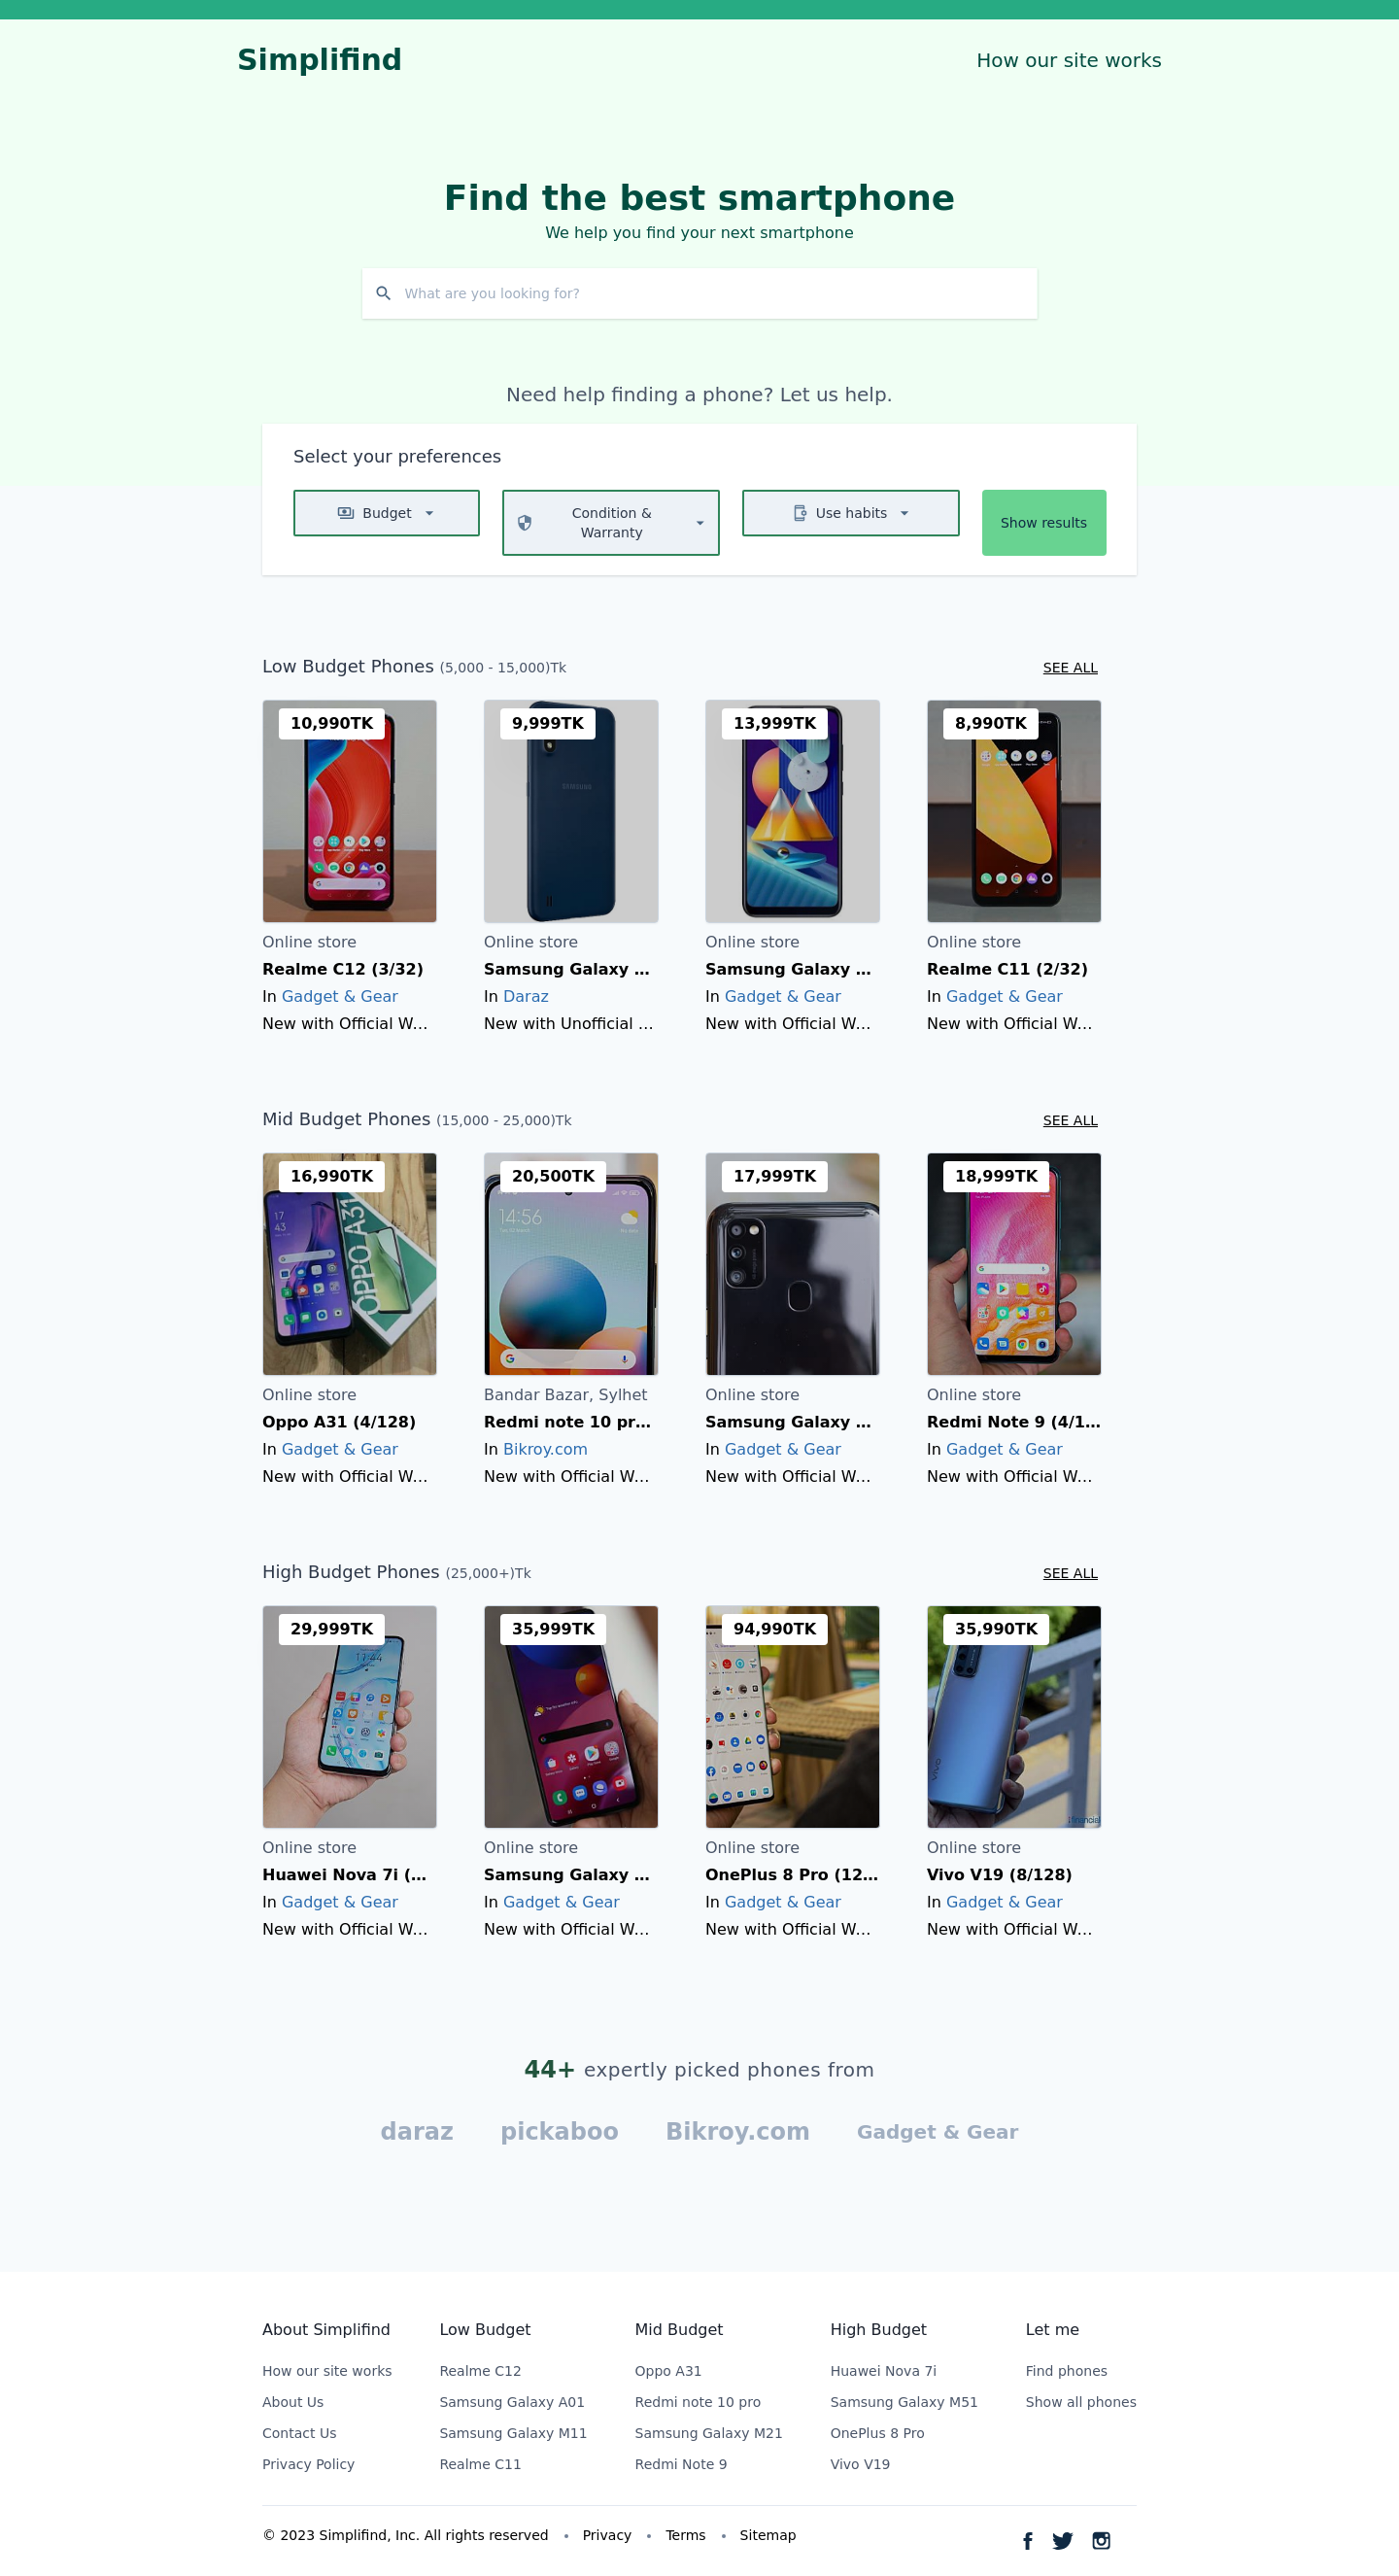 Simplifind
How our site works
Find the best smartphone
We help you find your next smartphone
What are you looking for?
Need help finding a phone? Let us help.
Select your preferences
Budget
Condition &
Warranty
Use habits
Show results
Low Budget Phones (5,000 - 15,000)Tk
SEE ALL
10,990TK
9,999TK
13,999TK
8,990TK
SAMSUNG
Online store
Online store
Online store
Online store
Realme C12 (3/32)
Samsung Galaxy ...
Samsung Galaxy ...
Realme C11 (2/32)
In Gadget & Gear
In Daraz
In Gadget & Gear
In Gadget & Gear
New with Official W...
New with Unofficial ...
New with Official W...
New with Official W...
Mid Budget Phones (15,000 - 25,000)Tk
SEE ALL
16,990TK
20,500TK
17,999TK
18,999TK
17
43
OPPO A31
14:56
Online store
Bandar Bazar, Sylhet
Online store
Online store
Oppo A31 (4/128)
Redmi note 10 pr...
Samsung Galaxy ...
Redmi Note 9 (4/1...
In Gadget & Gear
In Bikroy.com
In Gadget & Gear
In Gadget & Gear
New with Official W...
New with Official W...
New with Official W...
New with Official W...
High Budget Phones (25,000+)Tk
SEE ALL
29,999TK
35,999TK
94,990TK
35,990TK
17:44
vivo
Online store
Online store
Online store
Online store
Huawei Nova 7i (...
Samsung Galaxy ...
OnePlus 8 Pro (12...
Vivo V19 (8/128)
In Gadget & Gear
In Gadget & Gear
In Gadget & Gear
In Gadget & Gear
New with Official W...
New with Official W...
New with Official W...
New with Official W...
44+ expertly picked phones from
daraz
pickaboo
Bikroy.com
Gadget & Gear
About Simplifind
How our site works
About Us
Contact Us
Privacy Policy
Low Budget
Realme C12
Samsung Galaxy A01
Samsung Galaxy M11
Realme C11
Mid Budget
Oppo A31
Redmi note 10 pro
Samsung Galaxy M21
Redmi Note 9
High Budget
Huawei Nova 7i
Samsung Galaxy M51
OnePlus 8 Pro
Vivo V19
Let me
Find phones
Show all phones
© 2023 Simplifind, Inc. All rights reserved • Privacy • Terms • Sitemap